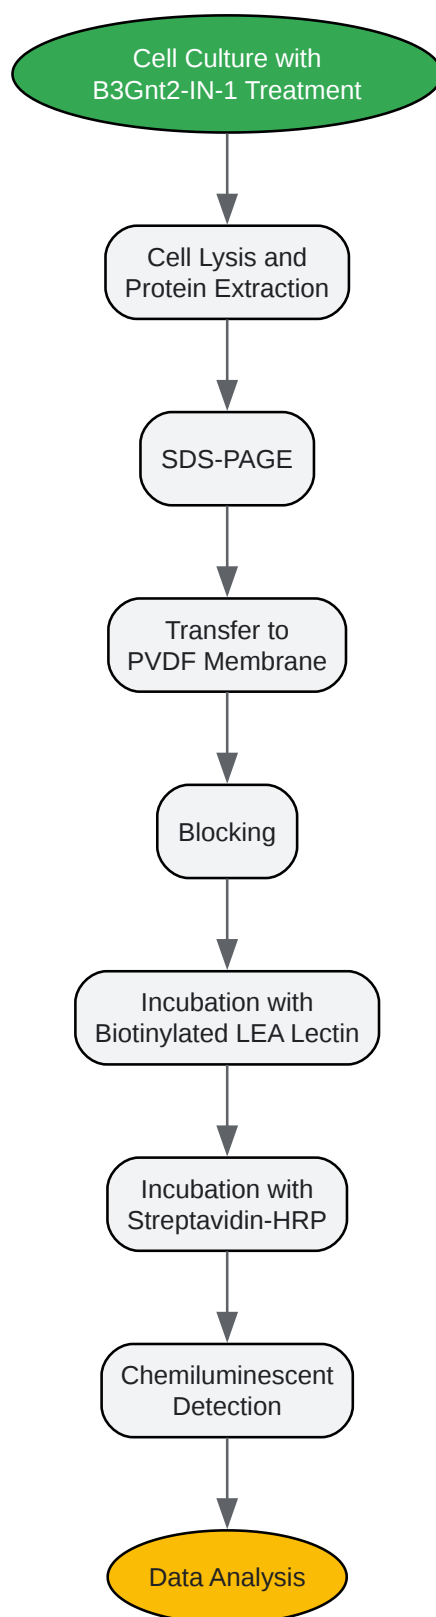 Cell Culture with
B3Gnt2-IN-1 Treatment
Cell Lysis and
Protein Extraction
SDS-PAGE
Transfer to
PVDF Membrane
Blocking
Incubation with
Biotinylated LEA Lectin
Incubation with
Streptavidin-HRP
Chemiluminescent
Detection
Data Analysis